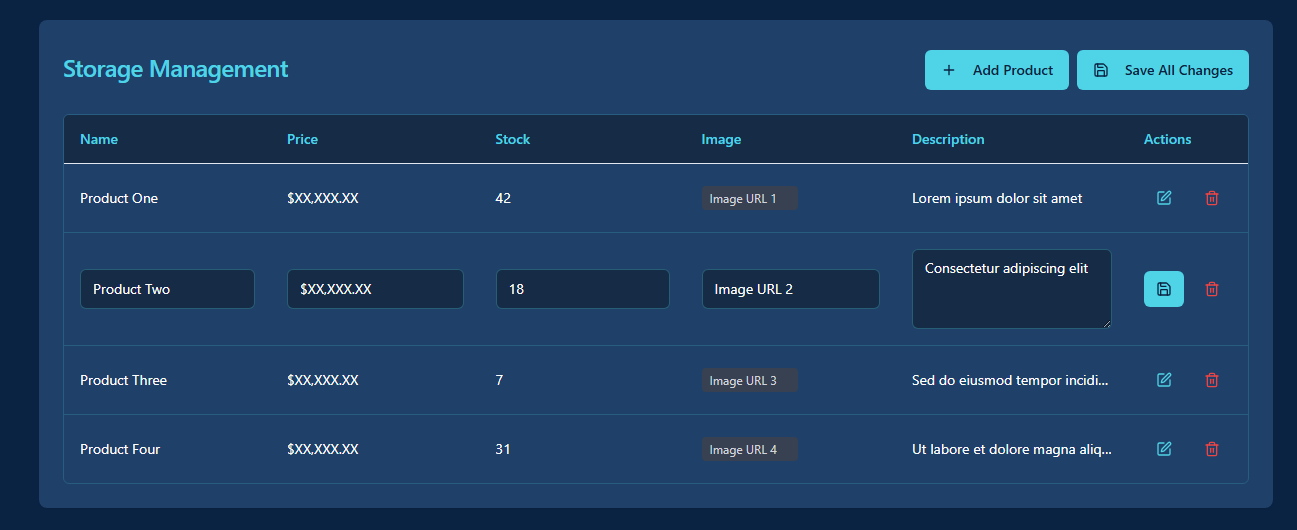 Storage Management
Add Product
Save All Changes
Name Price Stock Image Description Actions
Product One $XX,XXX.XX 42 Image URL 1 Lorem ipsum dolor sit amet
Product Two $XX,XXX.XX 18 Image URL 2 Consectetur adipiscing elit
Product Three $XX,XXX.XX 7 Image URL 3 Sed do eiusmod tempor incidi...
Product Four $XX,XXX.XX 31 Image URL 4 Ut labore et dolore magna aliq...